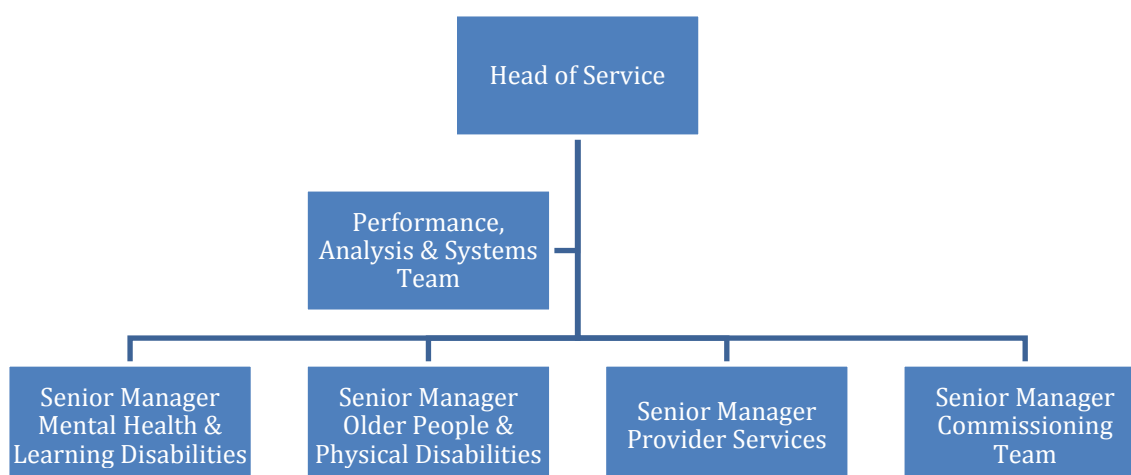 Head of Service
Performance,
Analysis & Systems
Team
Senior Manager
Mental Health &
Learning Disabilities
Senior Manager
Older People &
Physical Disabilities
Senior Manager
Provider Services
Senior Manager
Commissioning
Team